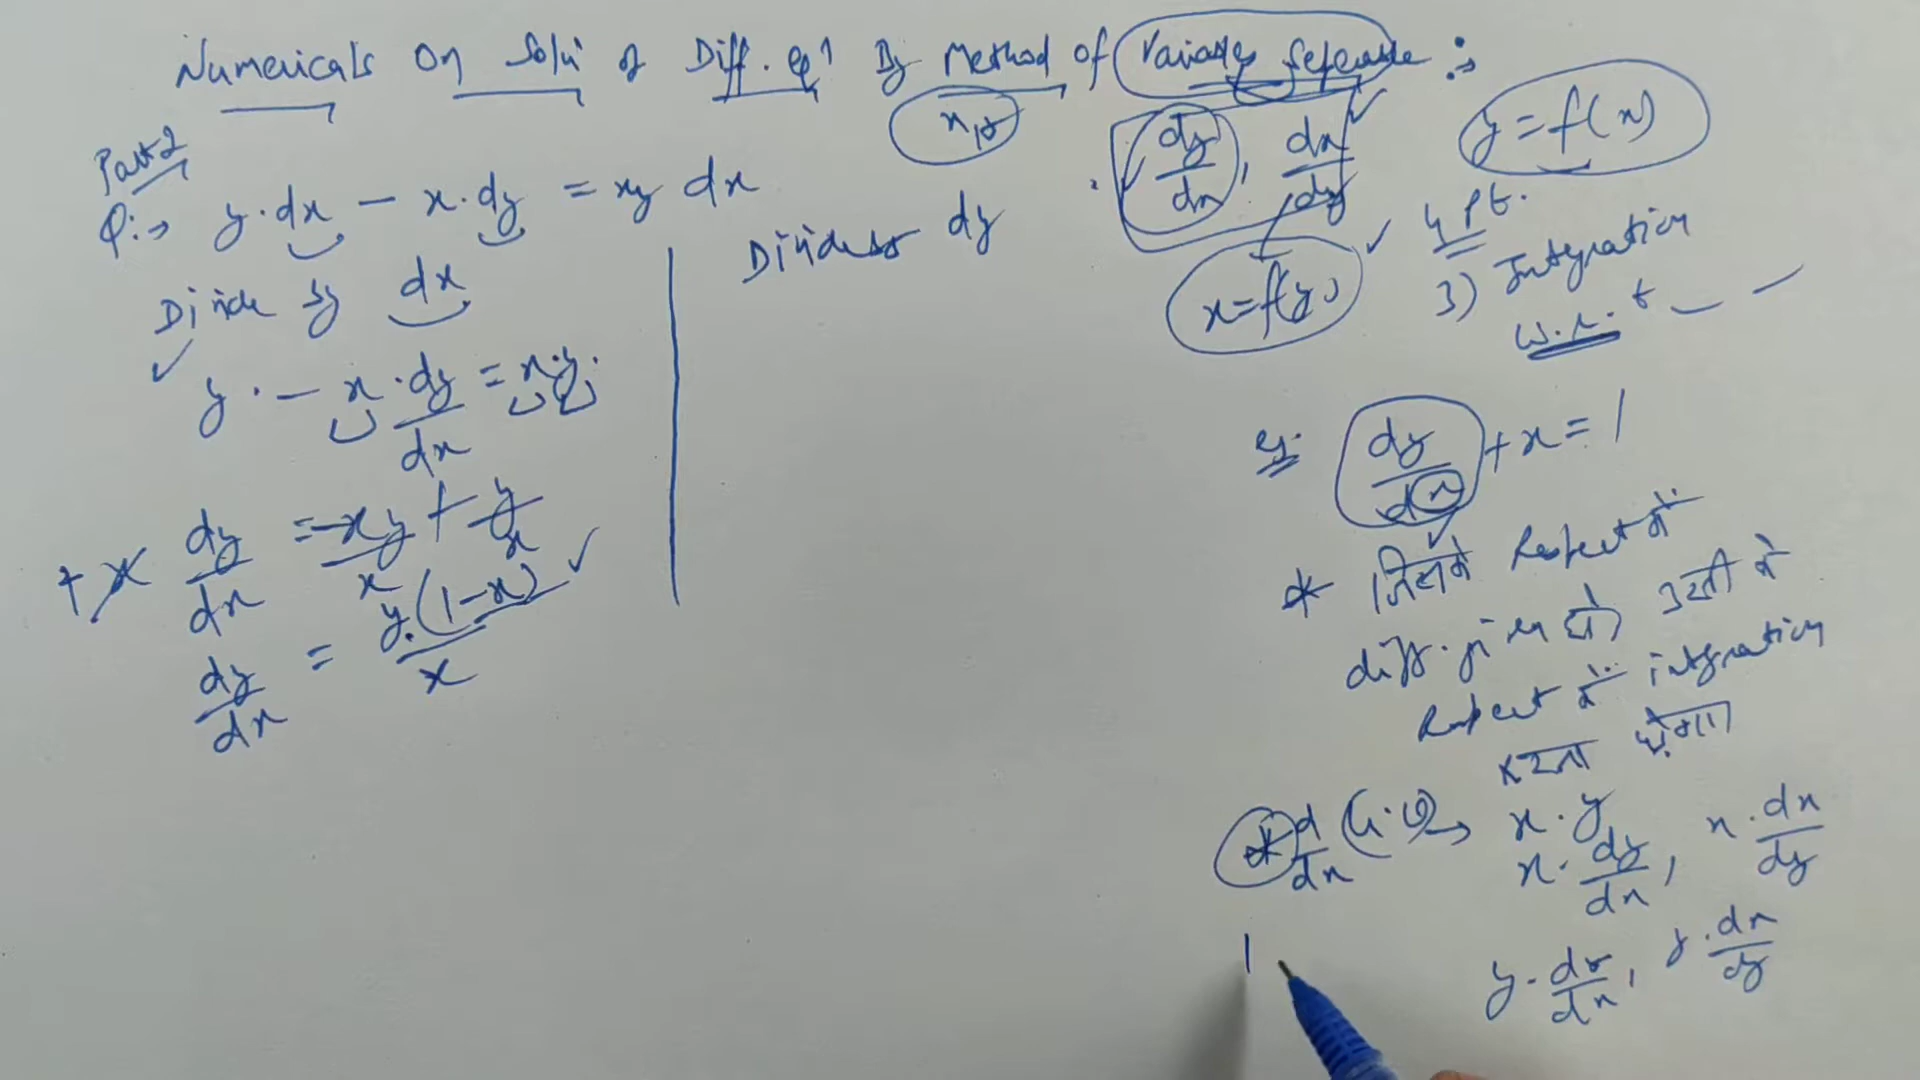 Numericals On Solⁿ of Diff. eqⁿ By Method of Variable Seperable :→
Part 2
Q:→ y·dx − x·dy = xy dx
Divide by dx
y· − x·dy/dx = x·y·
+ x dy/dx = −xy/x + y/x
dy/dx = y·(1−x)/x
Divide by dy
x,y
dy/dx, dx/dy
x=f(y)
y=f(x)
4 Pt.
3) Integration
w.r.t _ _
eg. dy/dx + x = 1
* जिसके Respect में
diff. given हो उसी के
Respect में integration
करना होगा
* d/dx (u·v) → x·y
x·dy/dx, x·dx/dy
y·dy/dx, y·dx/dy